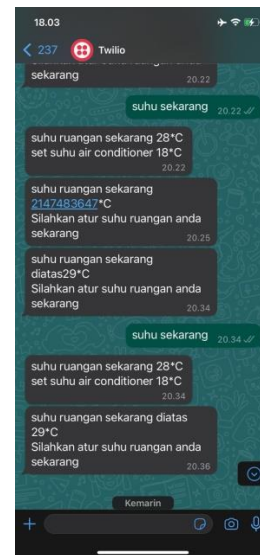 18.03
237 Twilio
sekarang
20.22
suhu sekarang 20.22
suhu ruangan sekarang 28*C
set suhu air conditioner 18*C
20.22
suhu ruangan sekarang
2147483647*C
Silahkan atur suhu ruangan anda
sekarang
20.25
suhu ruangan sekarang
diatas29*C
Silahkan atur suhu ruangan anda
sekarang
20.34
suhu sekarang 20.34
suhu ruangan sekarang 28*C
set suhu air conditioner 18*C
20.34
suhu ruangan sekarang diatas
29*C
Silahkan atur suhu ruangan anda
sekarang
20.36
Kemarin